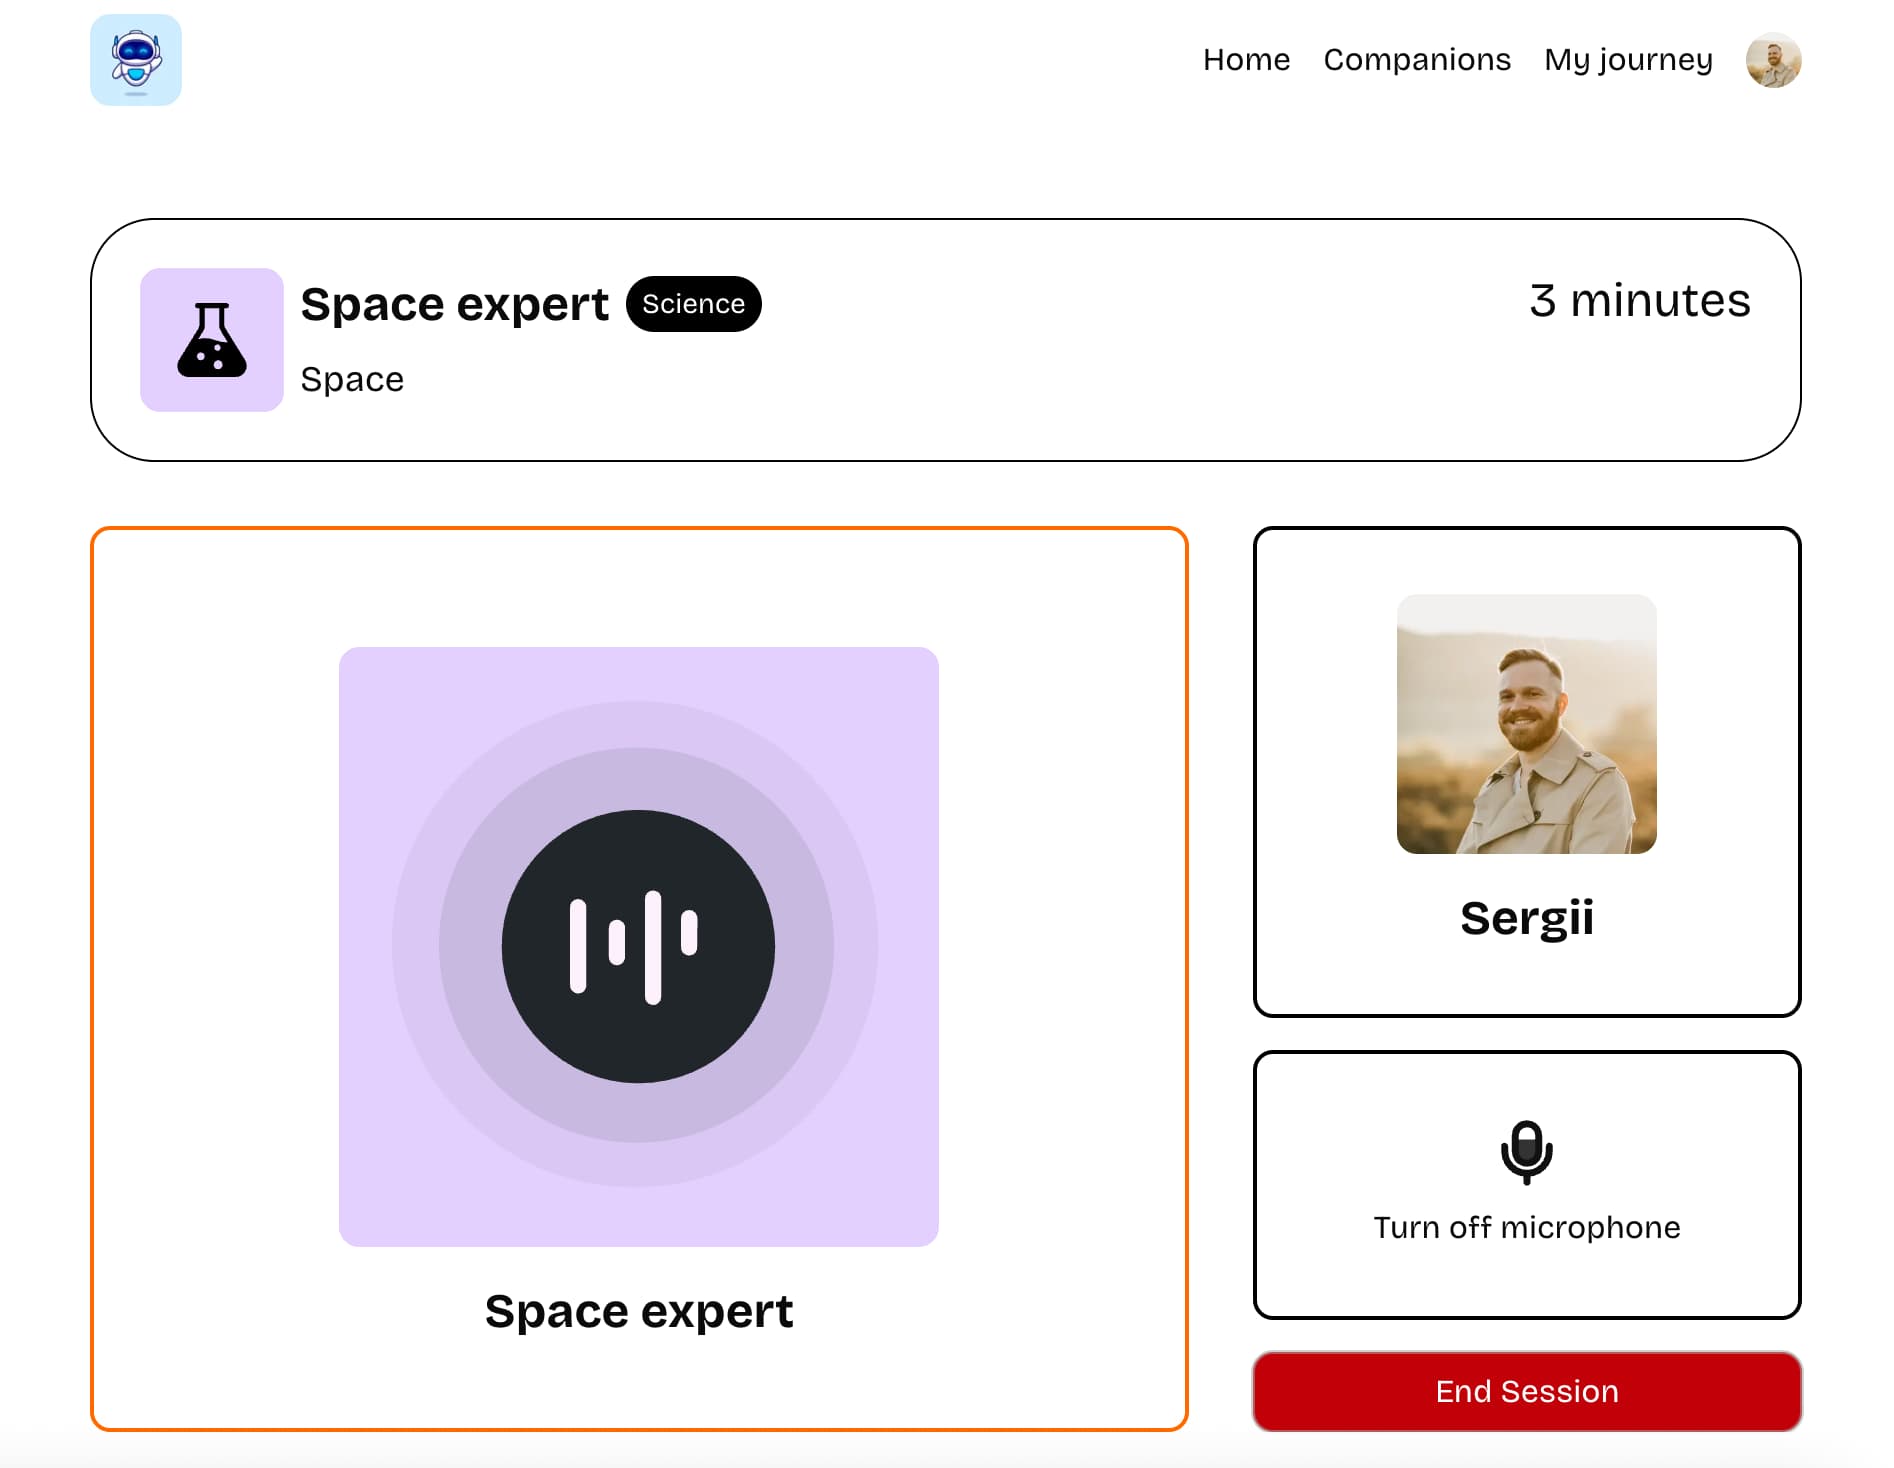 Home Companions My journey
Space expert Science
3 minutes
Space
Space expert
Sergii
Turn off microphone
End Session